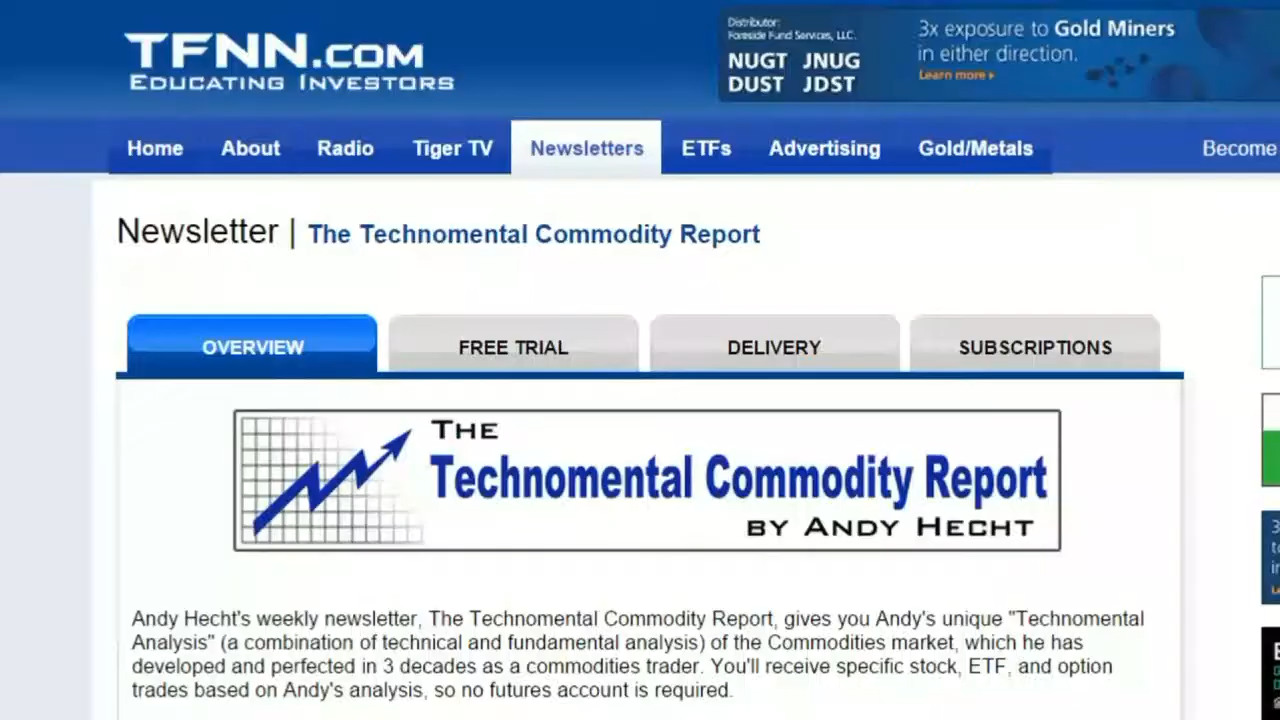 TFNN.COM
EDUCATING INVESTORS
Distributor:
Foreside Fund Services, LLC.
NUGT JNUG
DUST JDST
3x exposure to Gold Miners
in either direction.
Learn more
Home About Radio Tiger TV Newsletters ETFs Advertising Gold/Metals Become
Newsletter | The Technomental Commodity Report
OVERVIEW FREE TRIAL DELIVERY SUBSCRIPTIONS
THE
Technomental Commodity Report
BY ANDY HECHT
Andy Hecht's weekly newsletter, The Technomental Commodity Report, gives you Andy's unique "Technomental
Analysis" (a combination of technical and fundamental analysis) of the Commodities market, which he has
developed and perfected in 3 decades as a commodities trader. You'll receive specific stock, ETF, and option
trades based on Andy's analysis, so no futures account is required.